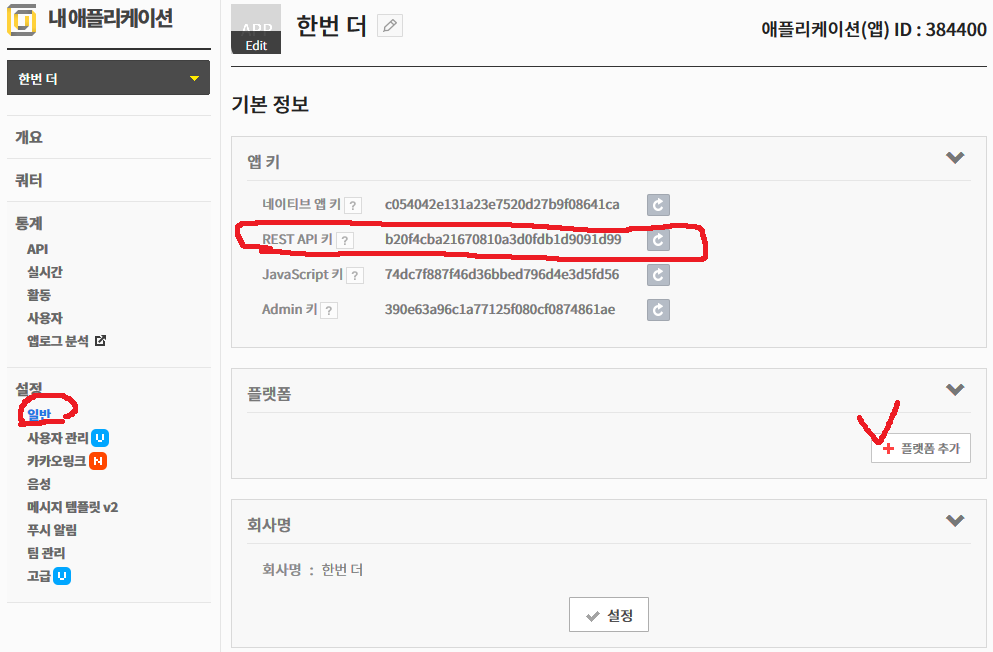 내 애플리케이션
한번 더
개요
쿼터
통계
API
실시간
활동
사용자
앱로그 분석
설정
일반
사용자 관리 U
카카오링크 N
음성
메시지 템플릿 v2
푸시 알림
팀 관리
고급 U
APP
Edit
한번 더
애플리케이션(앱) ID : 384400
기본 정보
앱 키
네이티브 앱 키 ? c054042e131a23e7520d27b9f08641ca
REST API 키 ? b20f4cba21670810a3d0fdb1d9091d99
JavaScript 키 ? 74dc7f887f46d36bbed796d4e3d5fd56
Admin 키 ? 390e63a96c1a77125f080cf0874861ae
플랫폼
+ 플랫폼 추가
회사명
회사명 : 한번 더
설정